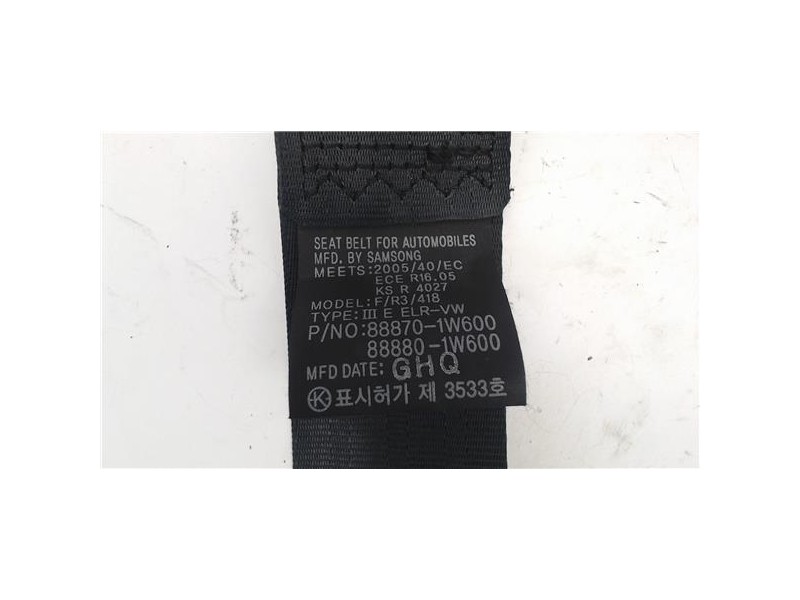 SEAT BELT FOR AUTOMOBILES
MFD. BY SAMSONG
MEETS:2005/40/EC
ECE R16.05
KS R 4027
MODEL:F/R3/418
TYPE:III E ELR-VW
P/NO:88870-1W600
88880-1W600
MFD DATE: GHQ
Ⓚ 표시허가 제 3533호